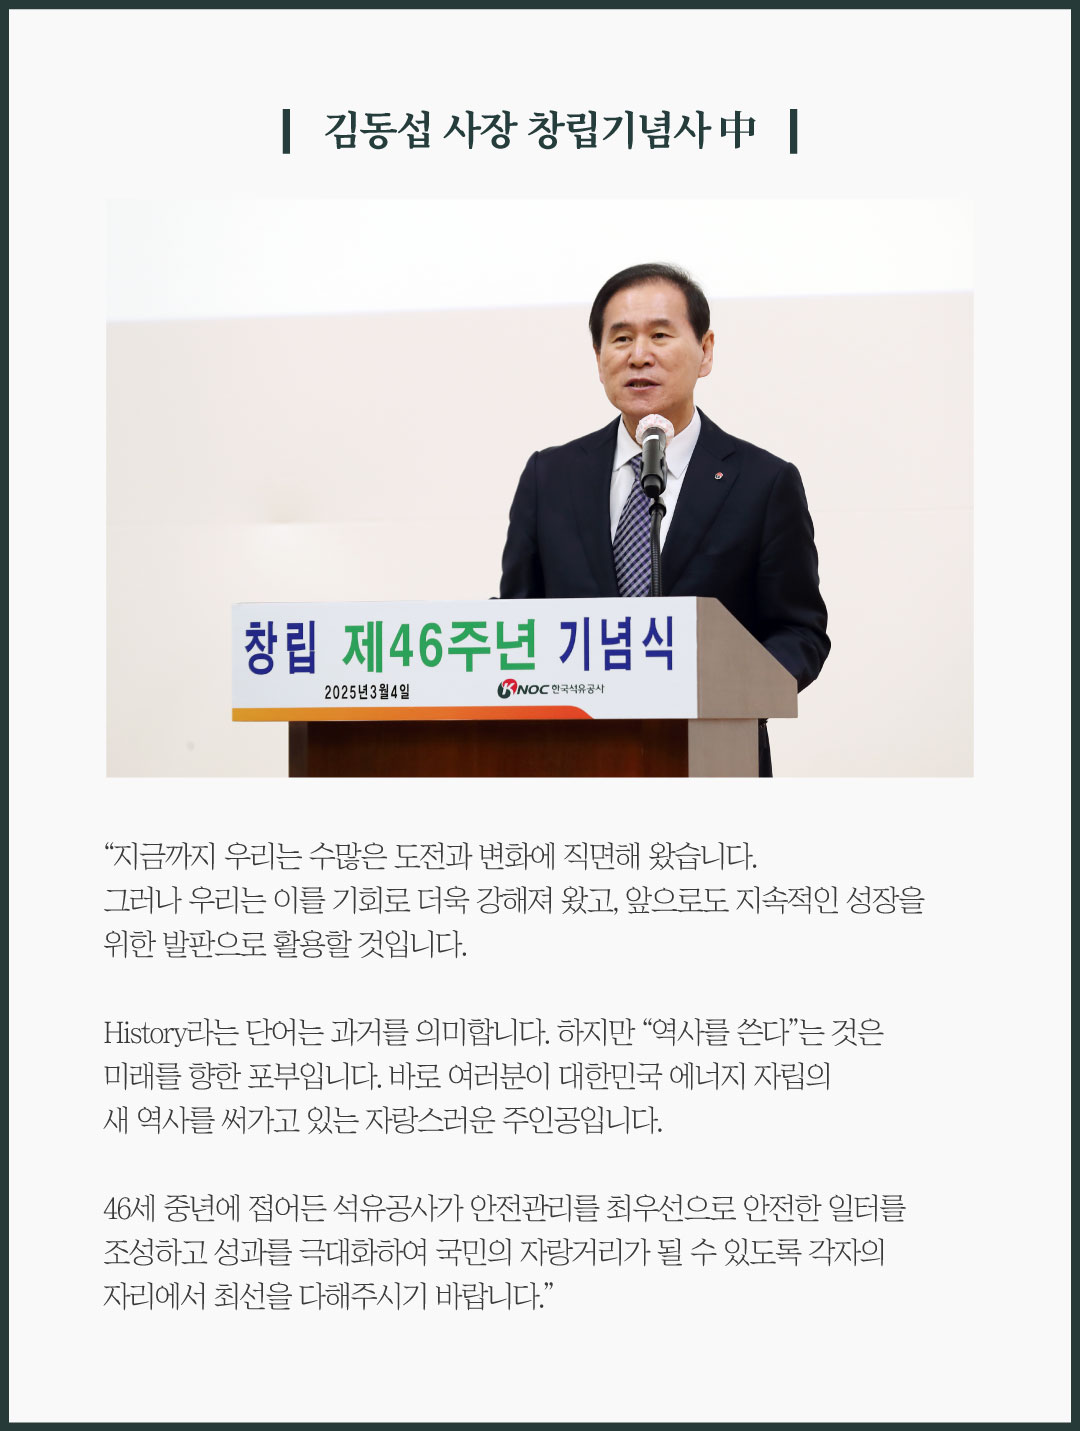 김동섭 사장 창립기념사 中
창립 제46주년 기념식
2025년3월4일 KNOC 한국석유공사
“지금까지 우리는 수많은 도전과 변화에 직면해 왔습니다.
그러나 우리는 이를 기회로 더욱 강해져 왔고, 앞으로도 지속적인 성장을
위한 발판으로 활용할 것입니다.
History라는 단어는 과거를 의미합니다. 하지만 “역사를 쓴다”는 것은
미래를 향한 포부입니다. 바로 여러분이 대한민국 에너지 자립의
새 역사를 써가고 있는 자랑스러운 주인공입니다.
46세 중년에 접어든 석유공사가 안전관리를 최우선으로 안전한 일터를
조성하고 성과를 극대화하여 국민의 자랑거리가 될 수 있도록 각자의
자리에서 최선을 다해주시기 바랍니다.”